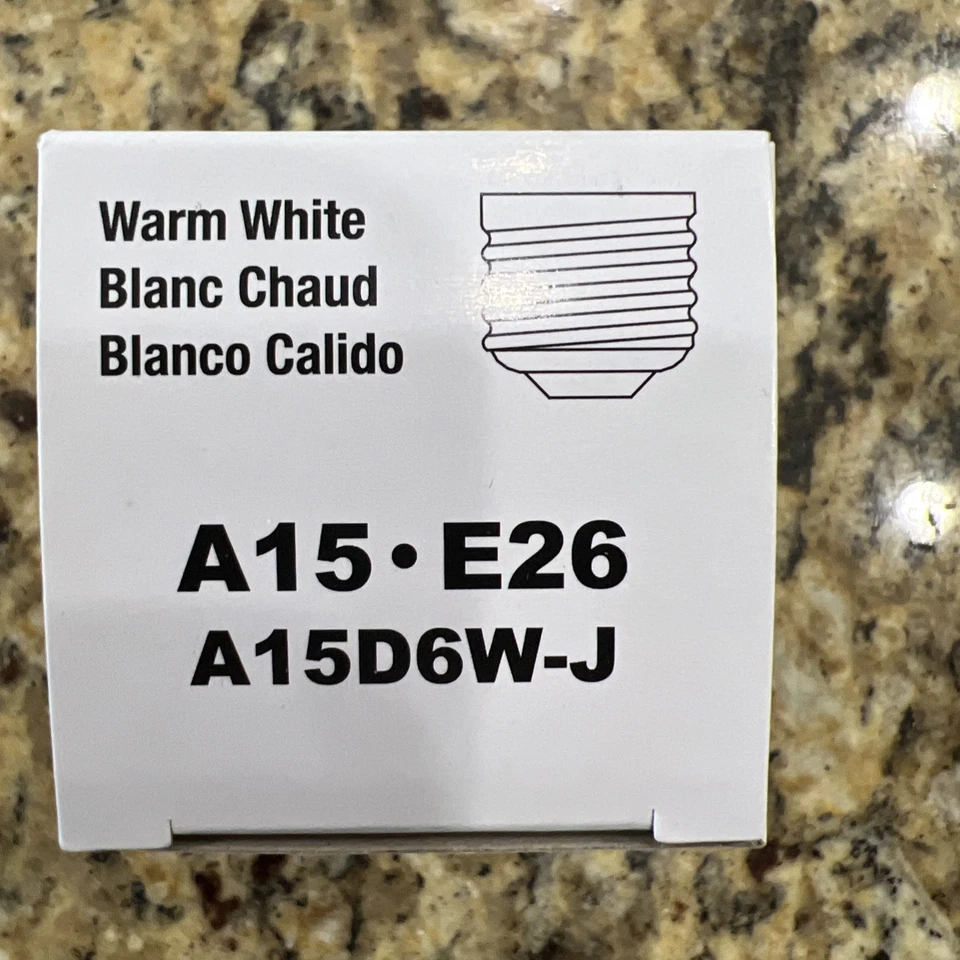 Warm White
Blanc Chaud
Blanco Calido
A15•E26
A15D6W-J